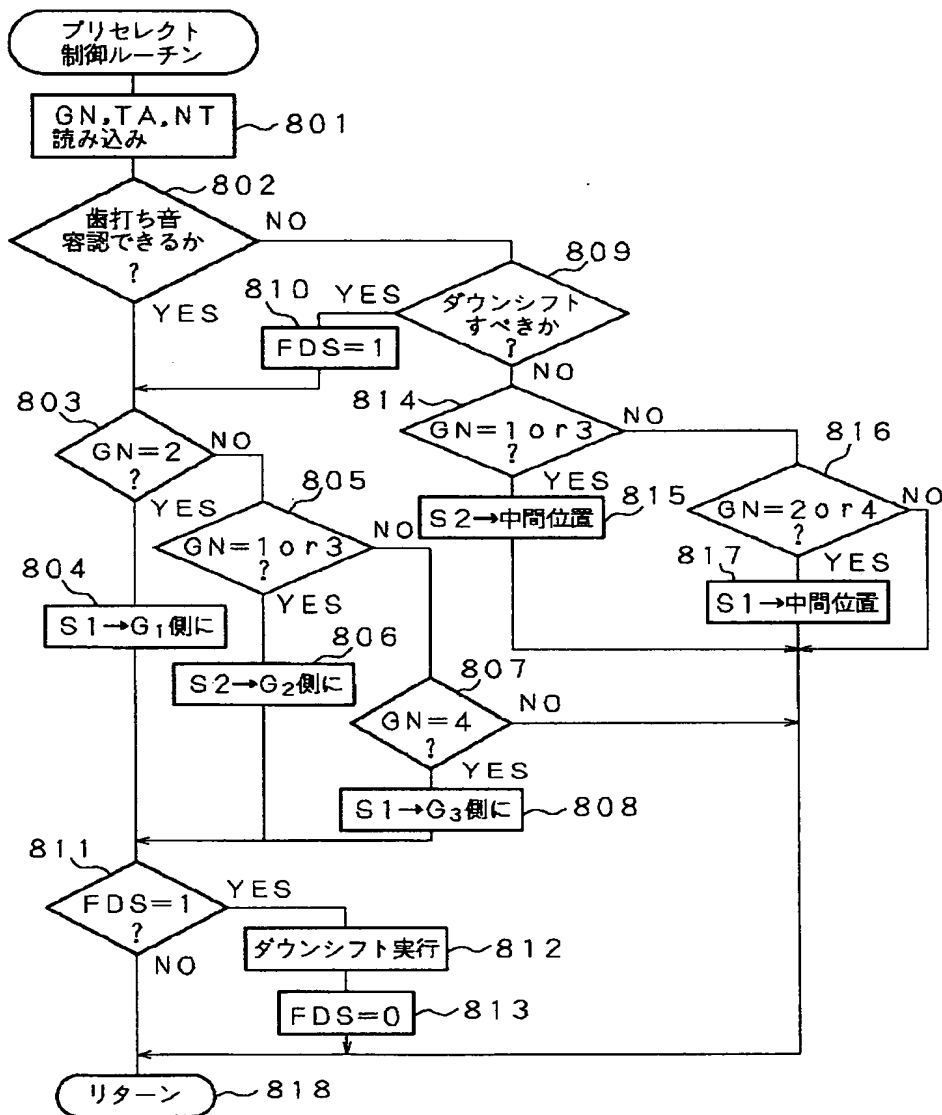 プリセレクト
制御ルーチン
GN,TA,NT
読み込み
801
802
歯打ち音
容認できるか
?
NO
YES
809
ダウンシフト
すべきか
?
YES
NO
810
FDS=1
803
GN=2
?
NO
YES
814
GN=1or3
?
NO
YES
816
GN=2or4
?
NO
YES
805
GN=1or3
?
NO
YES
S2→中間位置
815
817
S1→中間位置
804
S1→G₁側に
806
S2→G₂側に
807
GN=4
?
NO
YES
S1→G₃側に
808
811
FDS=1
?
YES
NO
ダウンシフト実行
812
FDS=0
813
リターン
818